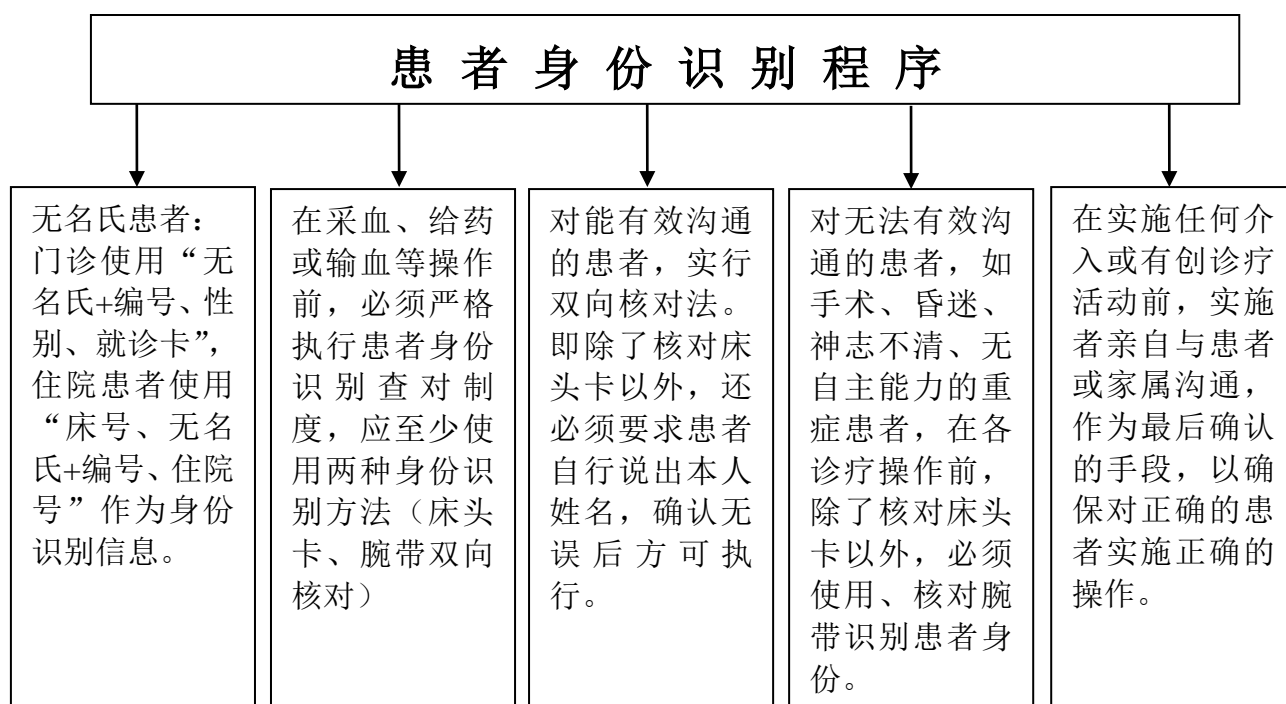 患者身份识别程序
无名氏患者：
门诊使用“无
名氏+编号、性
别、就诊卡”，
住院患者使用
“床号、无名
氏+编号、住院
号”作为身份
识别信息。
在采血、给药
或输血等操作
前，必须严格
执行患者身份
识别查对制
度，应至少使
用两种身份识
别方法（床头
卡、腕带双向
核对）
对能有效沟通
的患者，实行
双向核对法。
即除了核对床
头卡以外，还
必须要求患者
自行说出本人
姓名，确认无
误后方可执
行。
对无法有效沟
通的患者，如
手术、昏迷、
神志不清、无
自主能力的重
症患者，在各
诊疗操作前，
除了核对床头
卡以外，必须
使用、核对腕
带识别患者身
份。
在实施任何介
入或有创诊疗
活动前，实施
者亲自与患者
或家属沟通，
作为最后确认
的手段，以确
保对正确的患
者实施正确的
操作。